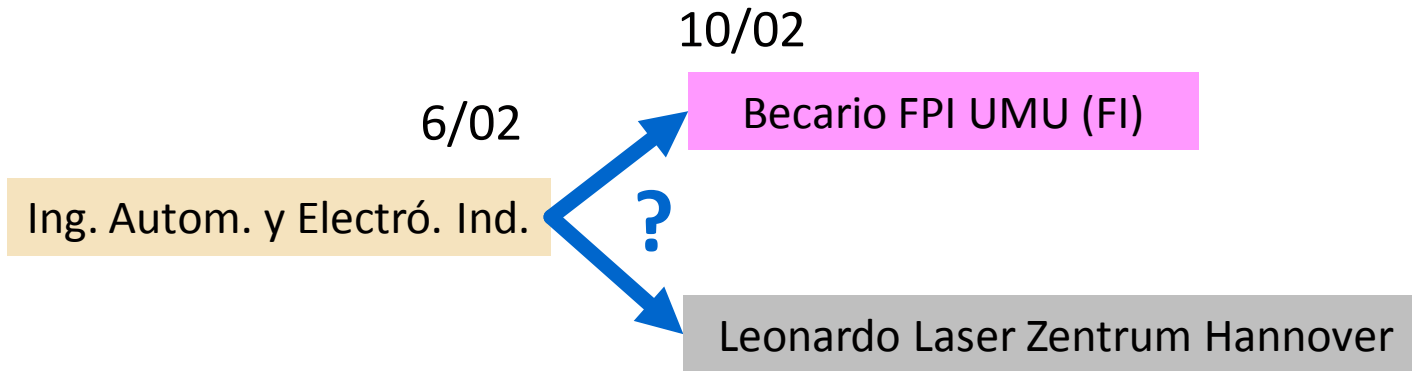 10/02
Becario FPI UMU (FI)
6/02
Ing. Autom. y Electró. Ind.
?
Leonardo Laser Zentrum Hannover